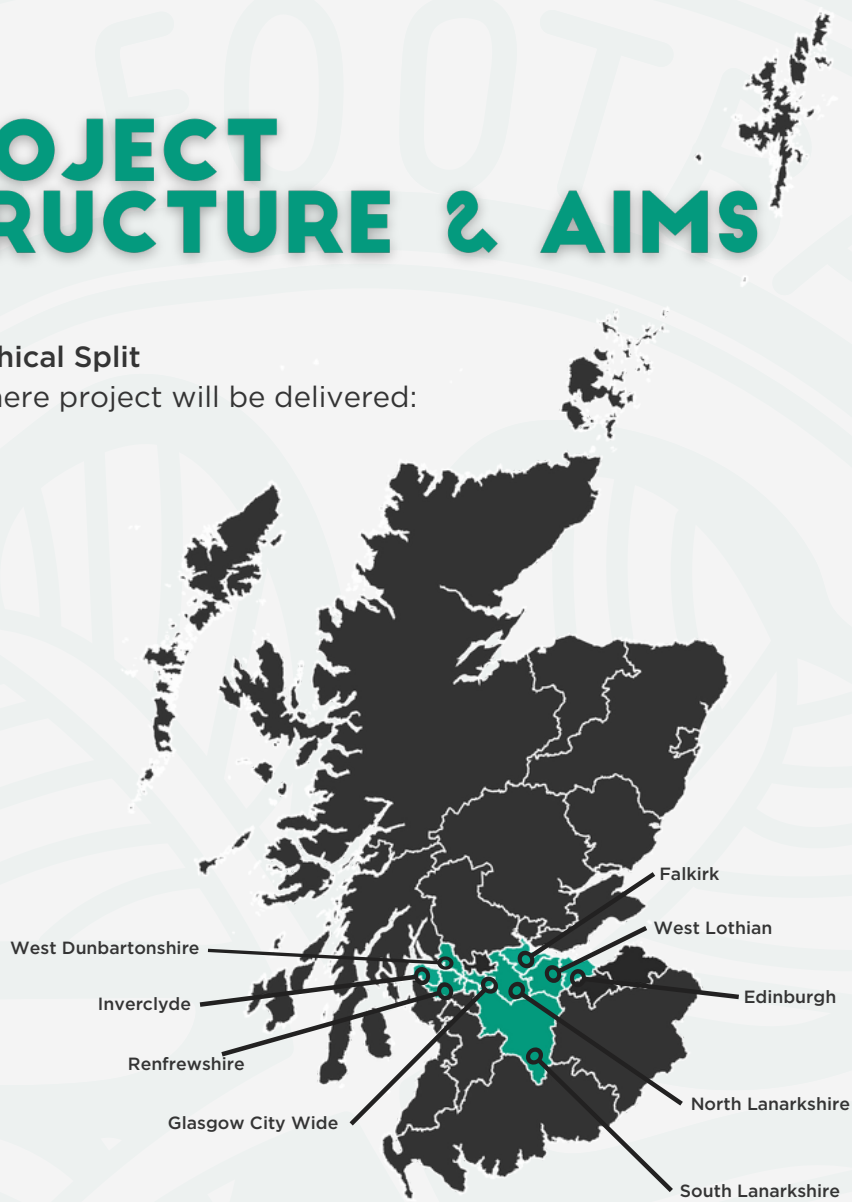 OJECT
RUCTURE & AIMS
hical Split
here project will be delivered:
Falkirk
West Lothian
West Dunbartonshire
Edinburgh
Inverclyde
Renfrewshire
North Lanarkshire
Glasgow City Wide
South Lanarkshire